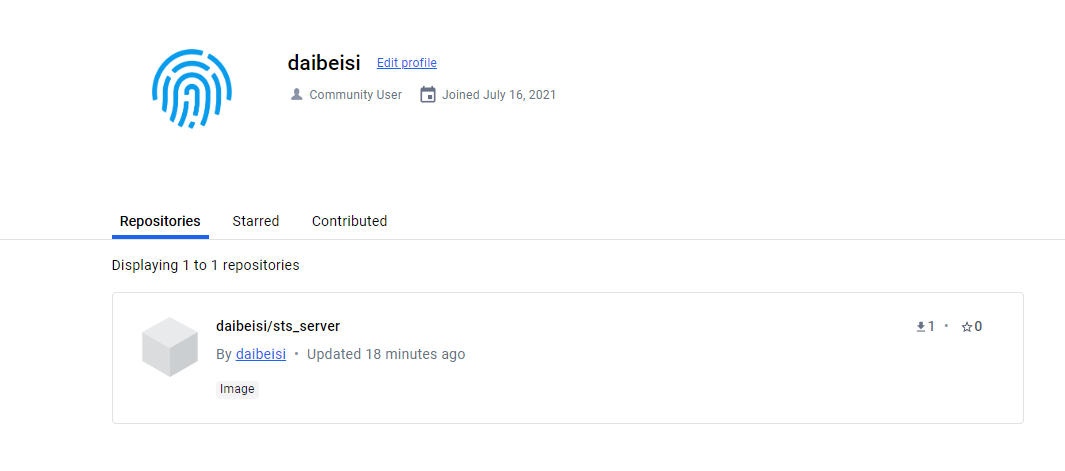 daibeisi Edit profile
Community User Joined July 16, 2021
Repositories Starred Contributed
Displaying 1 to 1 repositories
daibeisi/sts_server 1 • 0
By daibeisi • Updated 18 minutes ago
Image